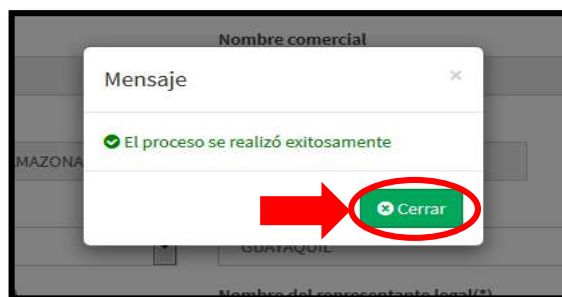 Nombre comercial
Mensaje
×
El proceso se realizó exitosamente
MAZONA
Cerrar
GUAYAQUIL
Nombre del representante legal(*)